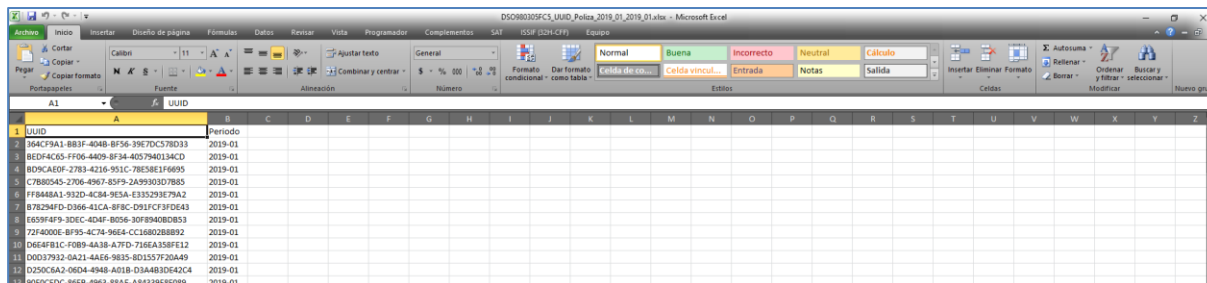 DSO980305FC5_UUID_Poliza_2019_01_2019_01.xlsx - Microsoft Excel
Archivo Inicio Insertar Diseño de página Fórmulas Datos Revisar Vista Programador Complementos SAT ISSIF (32H-CFF) Equipo
Pegar Cortar Copiar Copiar formato
Calibri 11
N K S
Ajustar texto
Combinar y centrar
General
$ % 000
Formato condicional Dar formato como tabla
Normal Buena Incorrecto Neutral Cálculo
Celda de co... Celda vincul... Entrada Notas Salida
Insertar Eliminar Formato
Autosuma
Rellenar
Borrar
Ordenar y filtrar Buscar y seleccionar
Portapapeles Fuente Alineación Número Estilos Celdas Modificar Nuevo gru
A1 fx UUID
A B C D E F G H I J K L M N O P Q R S T U V W X Y Z
1 UUID Periodo
2 364CF9A1-BB3F-404B-BF56-39E7DC578D33 2019-01
3 BEDF4C65-FF06-4409-8F34-4057940134CD 2019-01
4 BD9CAE0F-2783-4216-951C-78E58E1F6695 2019-01
5 C7B80545-2706-4967-85F9-2A99303D7B85 2019-01
6 FF8448A1-932D-4C84-9E5A-E335293E79A2 2019-01
7 B78294FD-D366-41CA-8F8C-D91FCF3FDE43 2019-01
8 E659F4F9-3DEC-4D4F-B056-30F8940BDB53 2019-01
9 72F4000E-BF95-4C74-96E4-CC16802B8B92 2019-01
10 D6E4FB1C-F0B9-4A38-A7FD-716EA358FE12 2019-01
11 D0D37932-0A21-4AE6-9835-8D1557F20A49 2019-01
12 D250C6A2-06D4-4948-A01B-D3A4B3DE42C4 2019-01
13 2019-01